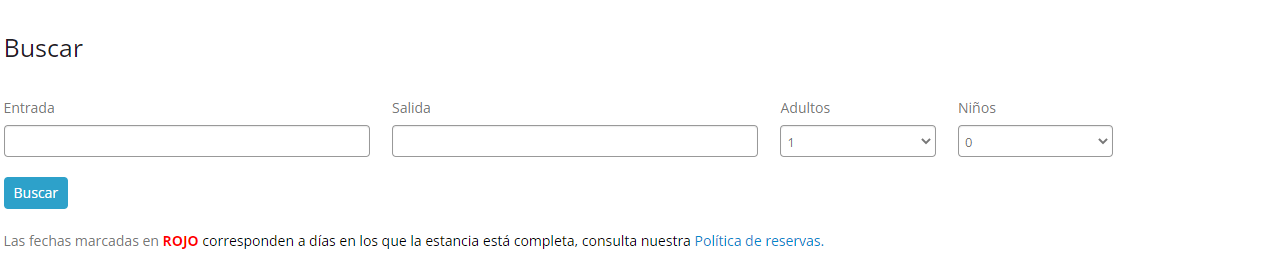 Buscar
Entrada Salida Adultos Niños
1 0
Buscar
Las fechas marcadas en ROJO corresponden a días en los que la estancia está completa, consulta nuestra Política de reservas.